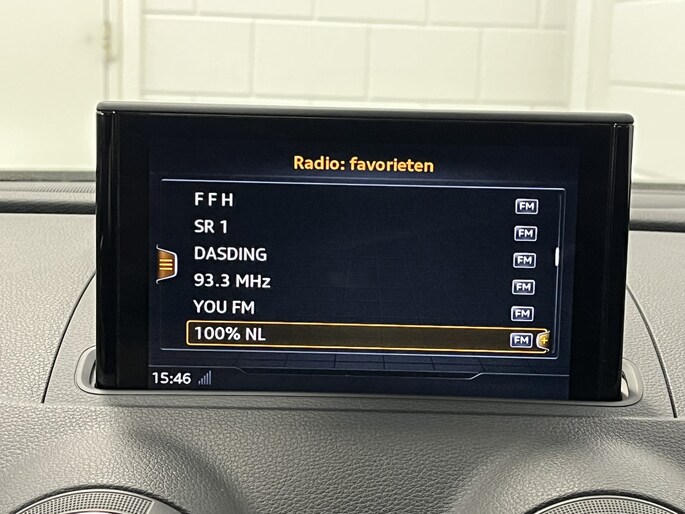 Radio: favorieten
F F H FM
SR 1 FM
DASDING FM
93.3 MHz FM
YOU FM FM
100% NL FM
15:46